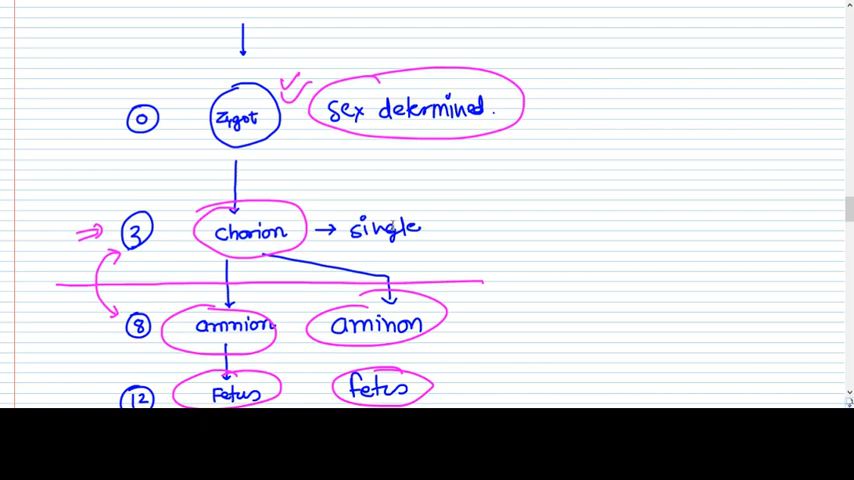 0 Zygot sex determined.
3 chorion → single
8 amnion aminon
12 Fetus fetus